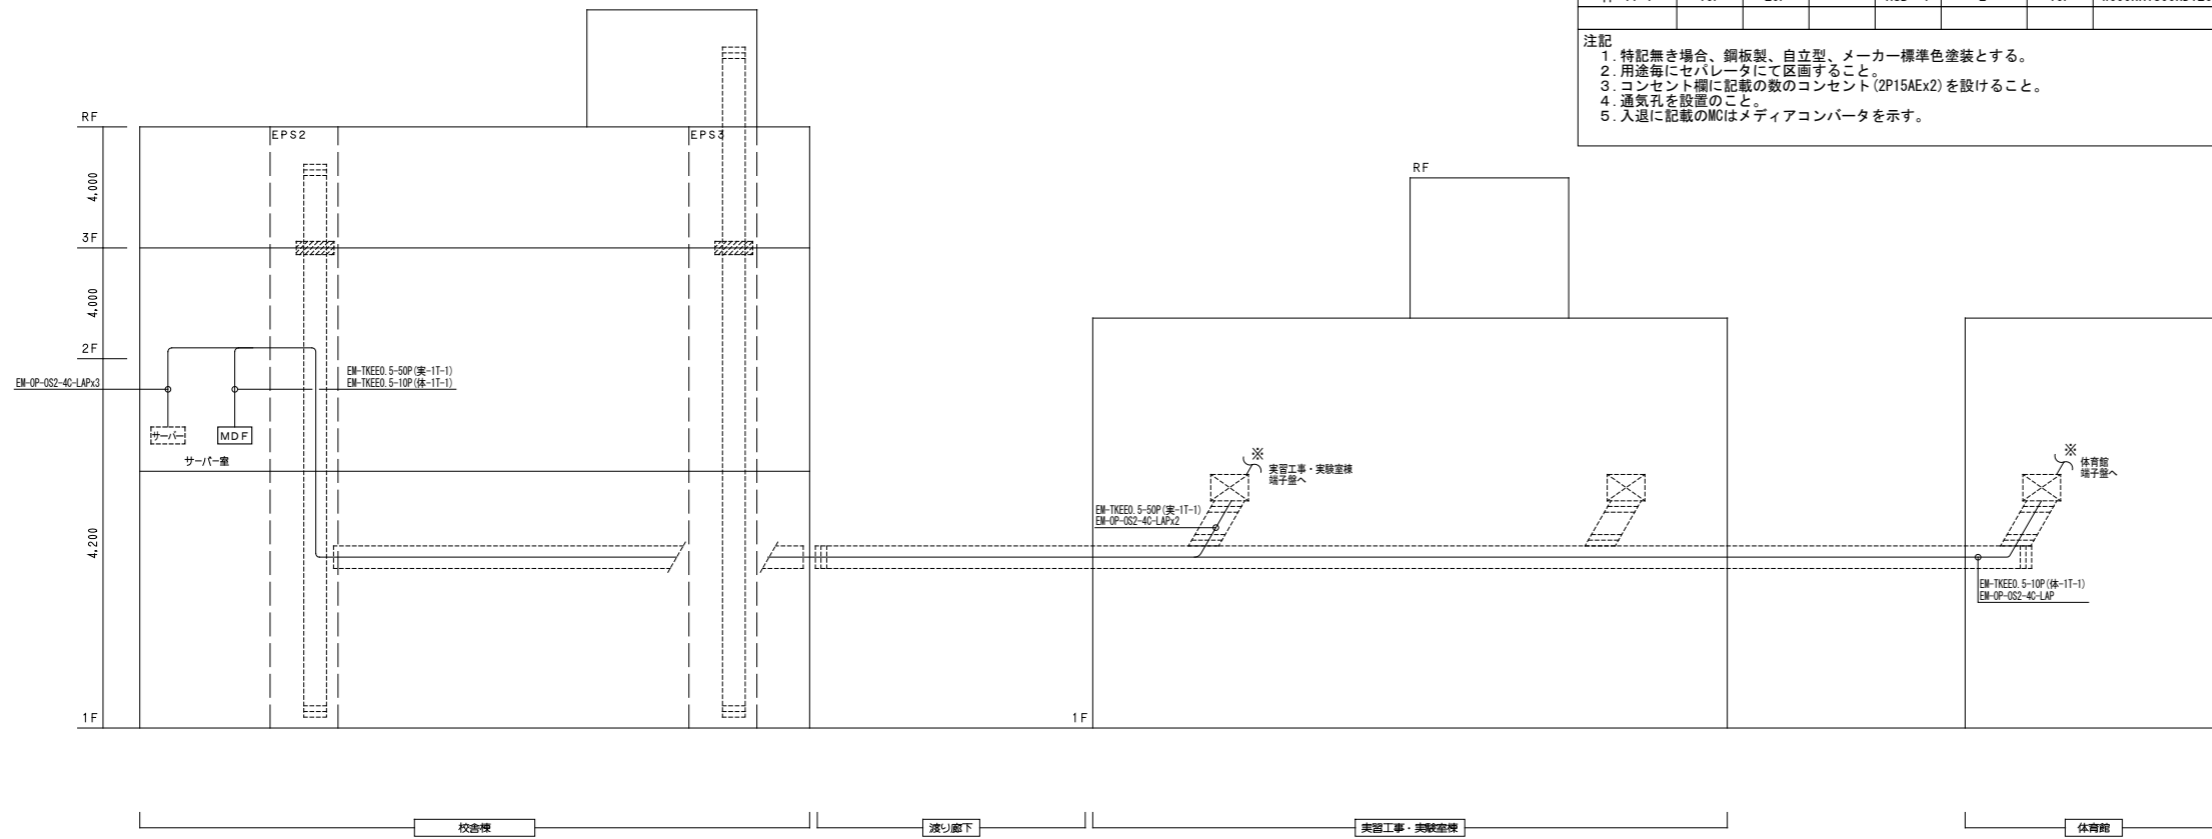 注記
1. 特記無き場合、鋼板製、自立型、メーカー標準色塗装とする。
2. 用途毎にセパレータにて区画すること。
3. コンセント欄に記載の数のコンセント(2P15AEx2)を設けること。
4. 通気孔を設置のこと。
5. 入退に記載のMCはメディアコンバータを示す。
RF
EPS2
EPS3
RF
4,000
3F
4,000
2F
EM-OP-OS2-4C-LAPx3
EM-TKEE0.5-50P(実-1T-1)
EM-TKEE0.5-10P(体-1T-1)
サーバー
MDF
サーバー室
※
実習工事・実験室棟
端子盤へ
※
体育館
端子盤へ
EM-TKEE0.5-50P(実-1T-1)
EM-OP-OS2-4C-LAPx2
4,200
EM-TKEE0.5-10P(体-1T-1)
EM-OP-OS2-4C-LAP
1F
1F
校舎棟
渡り廊下
実習工事・実験室棟
体育館